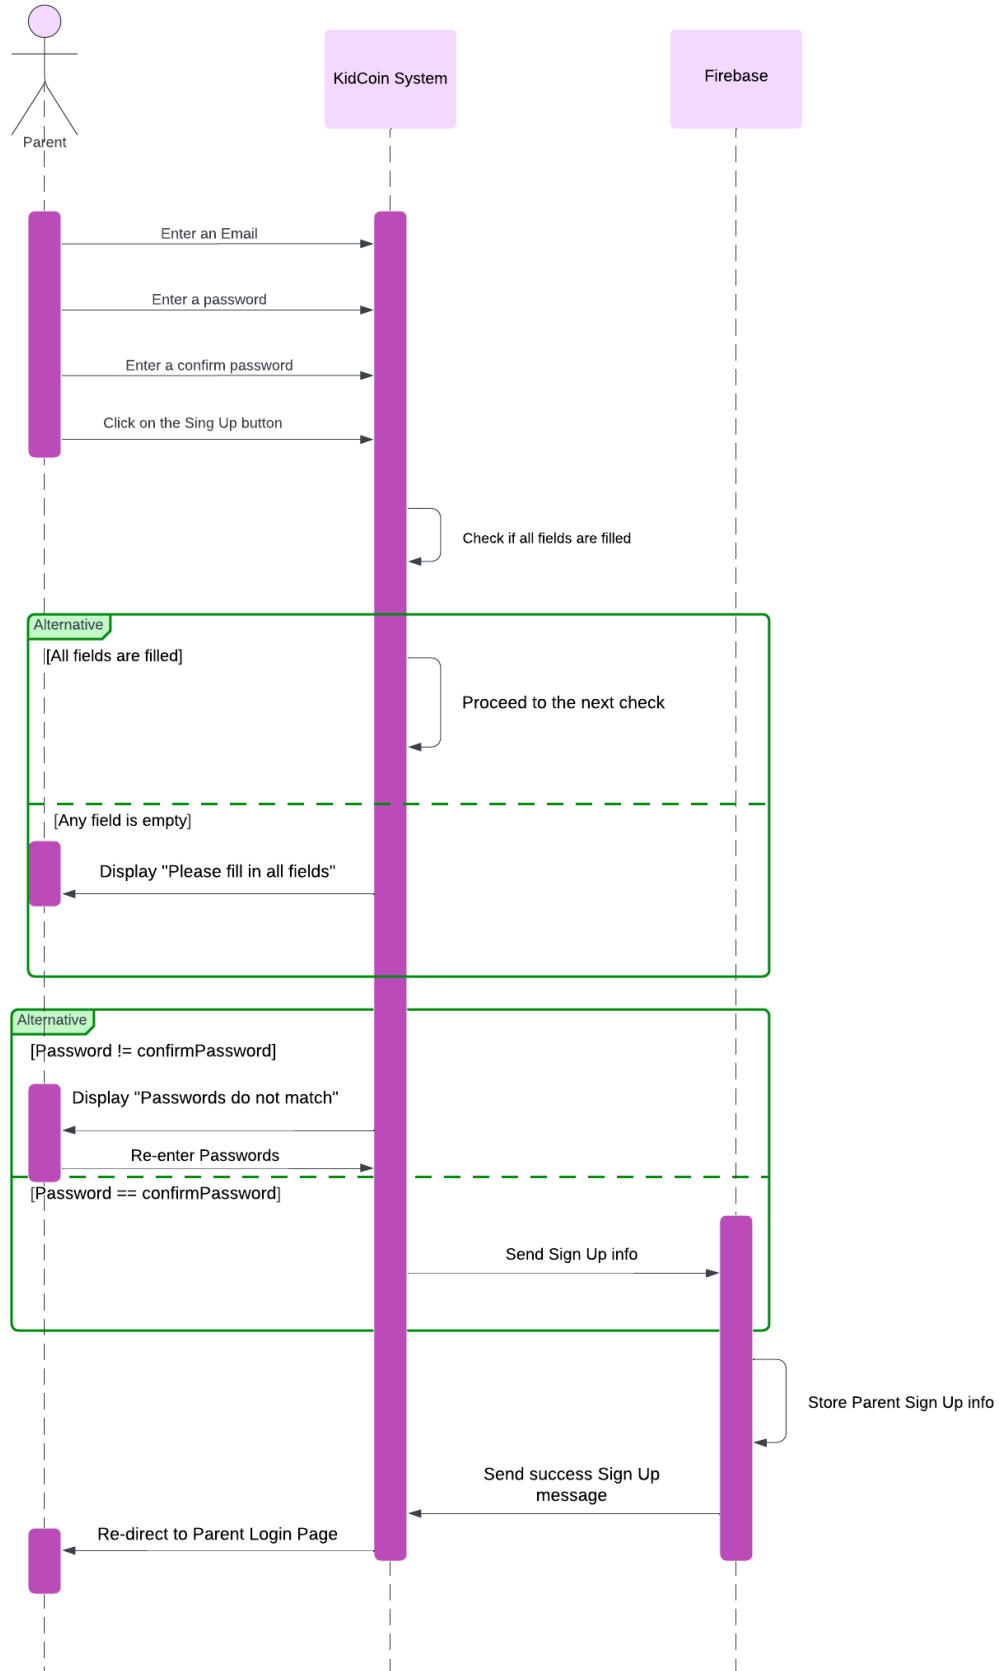 Parent
KidCoin System
Firebase
Enter an Email
Enter a password
Enter a confirm password
Click on the Sing Up button
Check if all fields are filled
Alternative
[All fields are filled]
Proceed to the next check
[Any field is empty]
Display "Please fill in all fields"
Alternative
[Password != confirmPassword]
Display "Passwords do not match"
Re-enter Passwords
[Password == confirmPassword]
Send Sign Up info
Store Parent Sign Up info
Send success Sign Up
message
Re-direct to Parent Login Page